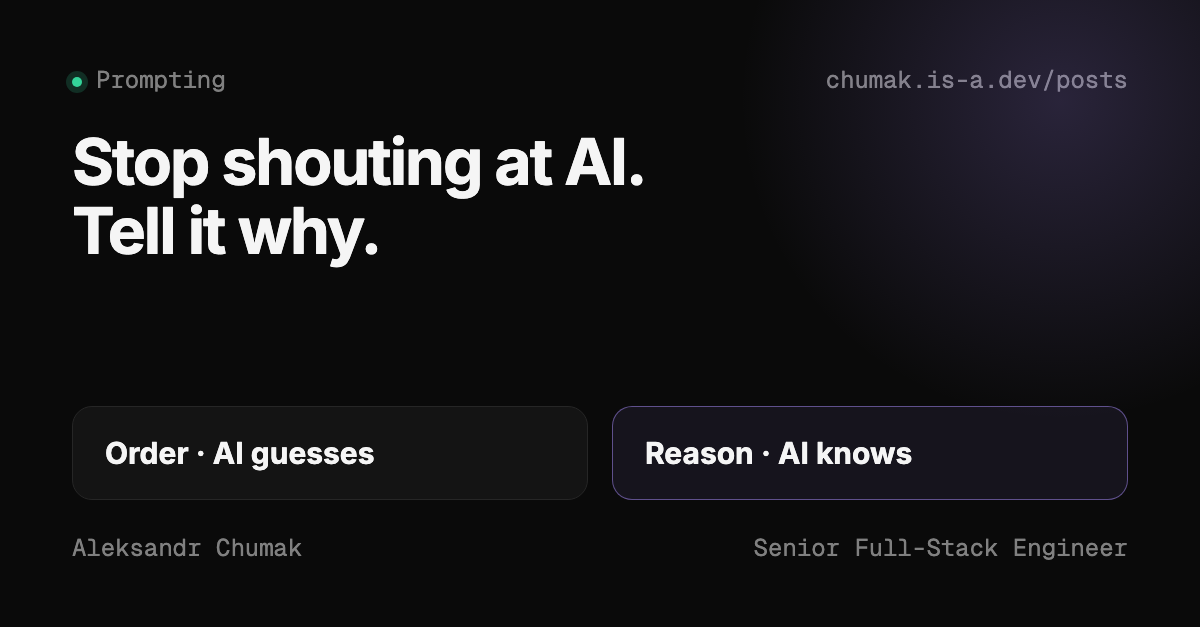 Prompting
chumak.is-a.dev/posts
Stop shouting at AI.
Tell it why.
Order · AI guesses
Reason · AI knows
Aleksandr Chumak
Senior Full-Stack Engineer